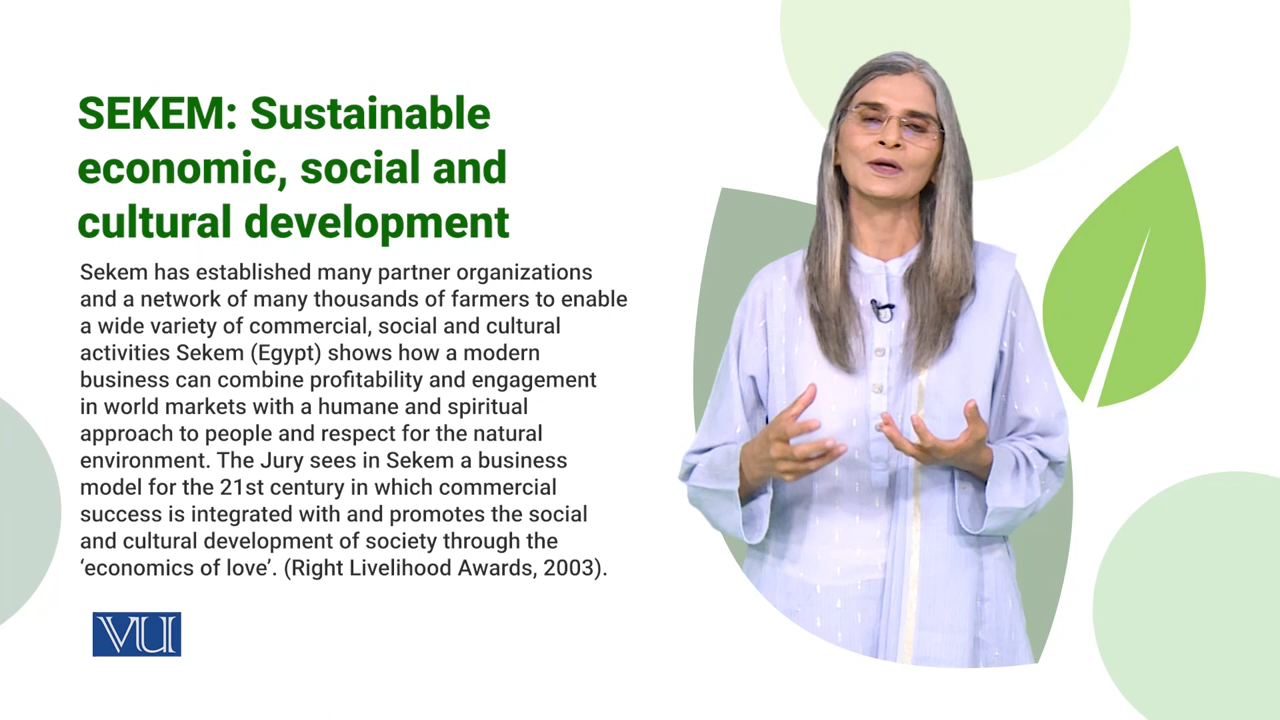 SEKEM: Sustainable
economic, social and
cultural development
Sekem has established many partner organizations
and a network of many thousands of farmers to enable
a wide variety of commercial, social and cultural
activities Sekem (Egypt) shows how a modern
business can combine profitability and engagement
in world markets with a humane and spiritual
approach to people and respect for the natural
environment. The Jury sees in Sekem a business
model for the 21st century in which commercial
success is integrated with and promotes the social
and cultural development of society through the
‘economics of love’. (Right Livelihood Awards, 2003).
VU